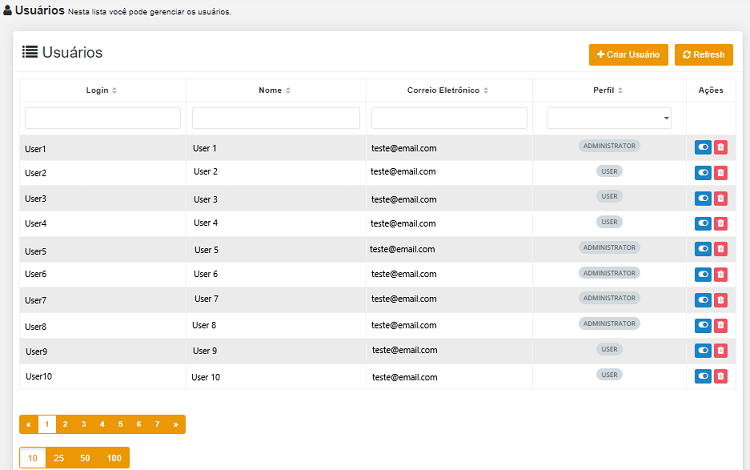 Usuários Nesta lista você pode gerenciar os usuários.
Usuários
Criar Usuário Refresh
Login Nome Correio Eletrônico Perfil Ações
User1 User 1 teste@email.com ADMINISTRATOR
User2 User 2 teste@email.com USER
User3 User 3 teste@email.com USER
User4 User 4 teste@email.com USER
User5 User 5 teste@email.com ADMINISTRATOR
User6 User 6 teste@email.com ADMINISTRATOR
User7 User 7 teste@email.com ADMINISTRATOR
User8 User 8 teste@email.com ADMINISTRATOR
User9 User 9 teste@email.com USER
User10 User 10 teste@email.com USER
« 1 2 3 4 5 6 7 »
10 25 50 100